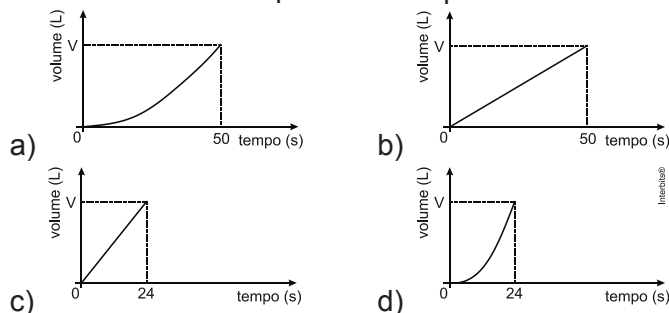 volume (L)
V
0
50
tempo (s)
a)
volume (L)
V
0
50
tempo (s)
b)
volume (L)
V
0
24
tempo (s)
c)
volume (L)
V
0
24
tempo (s)
d)
Interbits®